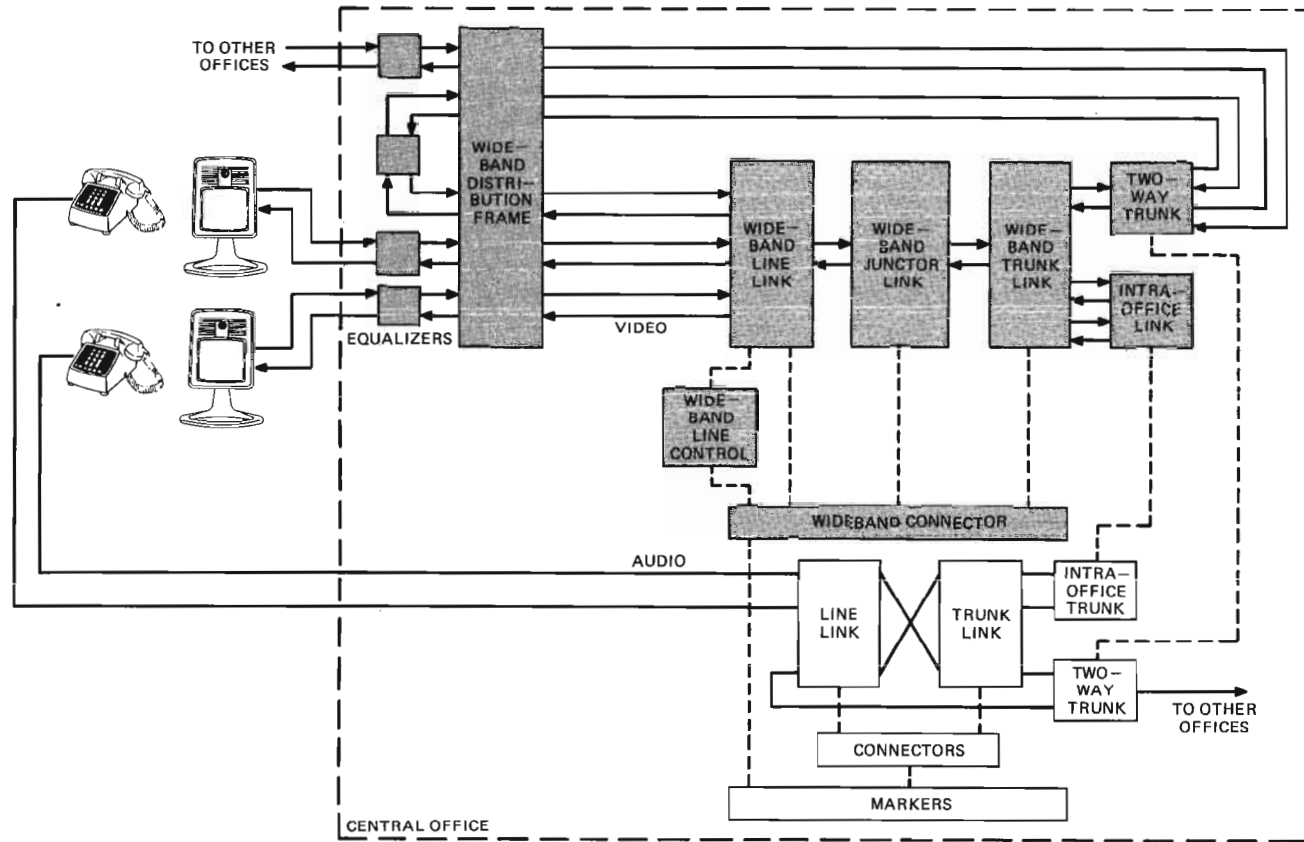 TO OTHER
OFFICES
WIDE—
BAND
DISTRI—
BUTION
FRAME
WIDE—
BAND
LINE
LINK
WIDE—
BAND
JUNCTOR
LINK
WIDE—
BAND
TRUNK
LINK
TWO—
WAY
TRUNK
INTRA—
OFFICE
LINK
EQUALIZERS
VIDEO
WIDE—
BAND
LINE
CONTROL
WIDEBAND CONNECTOR
AUDIO
LINE
LINK
TRUNK
LINK
INTRA—
OFFICE
TRUNK
TWO—
WAY
TRUNK
TO OTHER
OFFICES
CONNECTORS
MARKERS
CENTRAL OFFICE